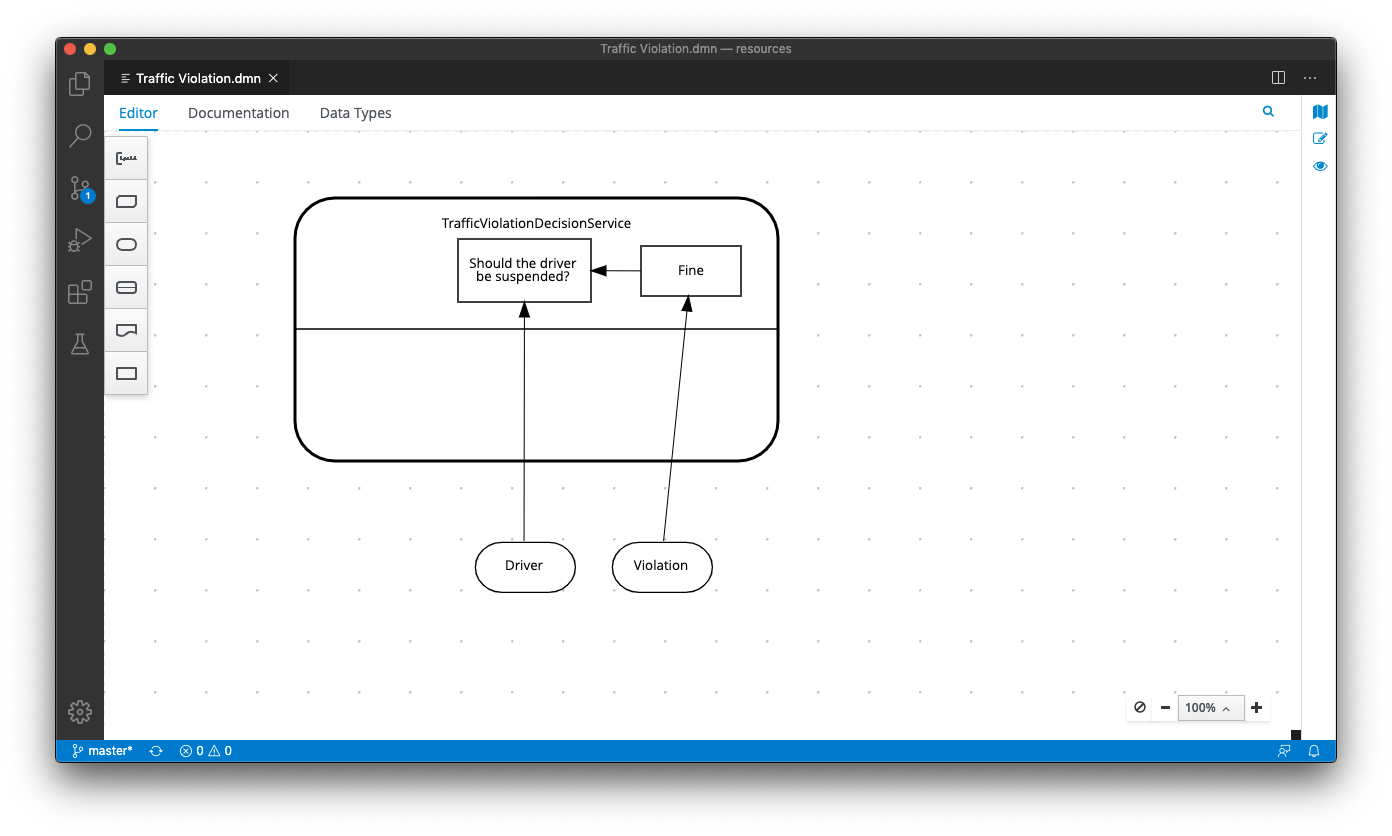 Traffic Violation.dmn — resources
Traffic Violation.dmn
Editor Documentation Data Types
1
TrafficViolationDecisionService
Should the driver
be suspended?
Fine
Driver
Violation
100%
master* 0 0